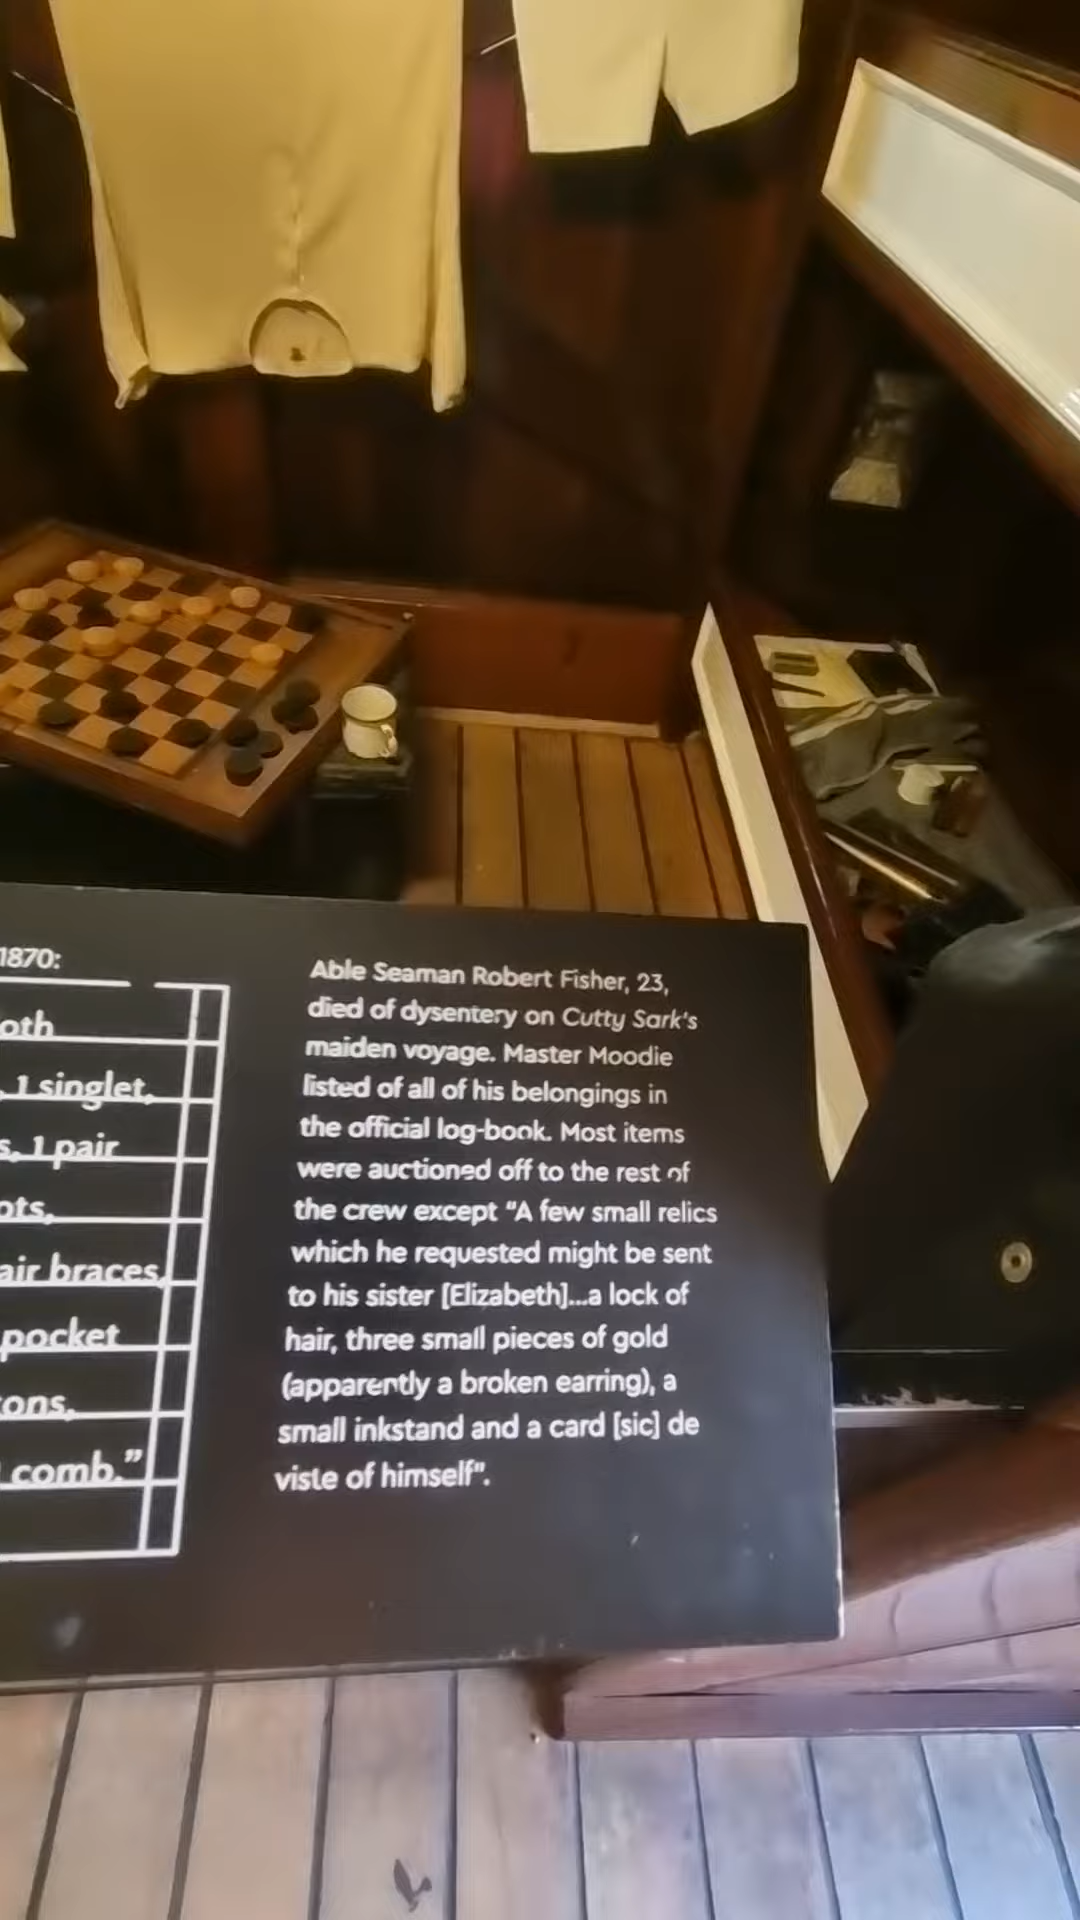 1870:
oth
1 singlet,
s, 1 pair
ots,
air braces,
pocket
ons,
comb."
Able Seaman Robert Fisher, 23,
died of dysentery on Cutty Sark's
maiden voyage. Master Moodie
listed of all of his belongings in
the official log-book. Most items
were auctioned off to the rest of
the crew except "A few small relics
which he requested might be sent
to his sister [Elizabeth]...a lock of
hair, three small pieces of gold
(apparently a broken earring), a
small inkstand and a card [sic] de
viste of himself".